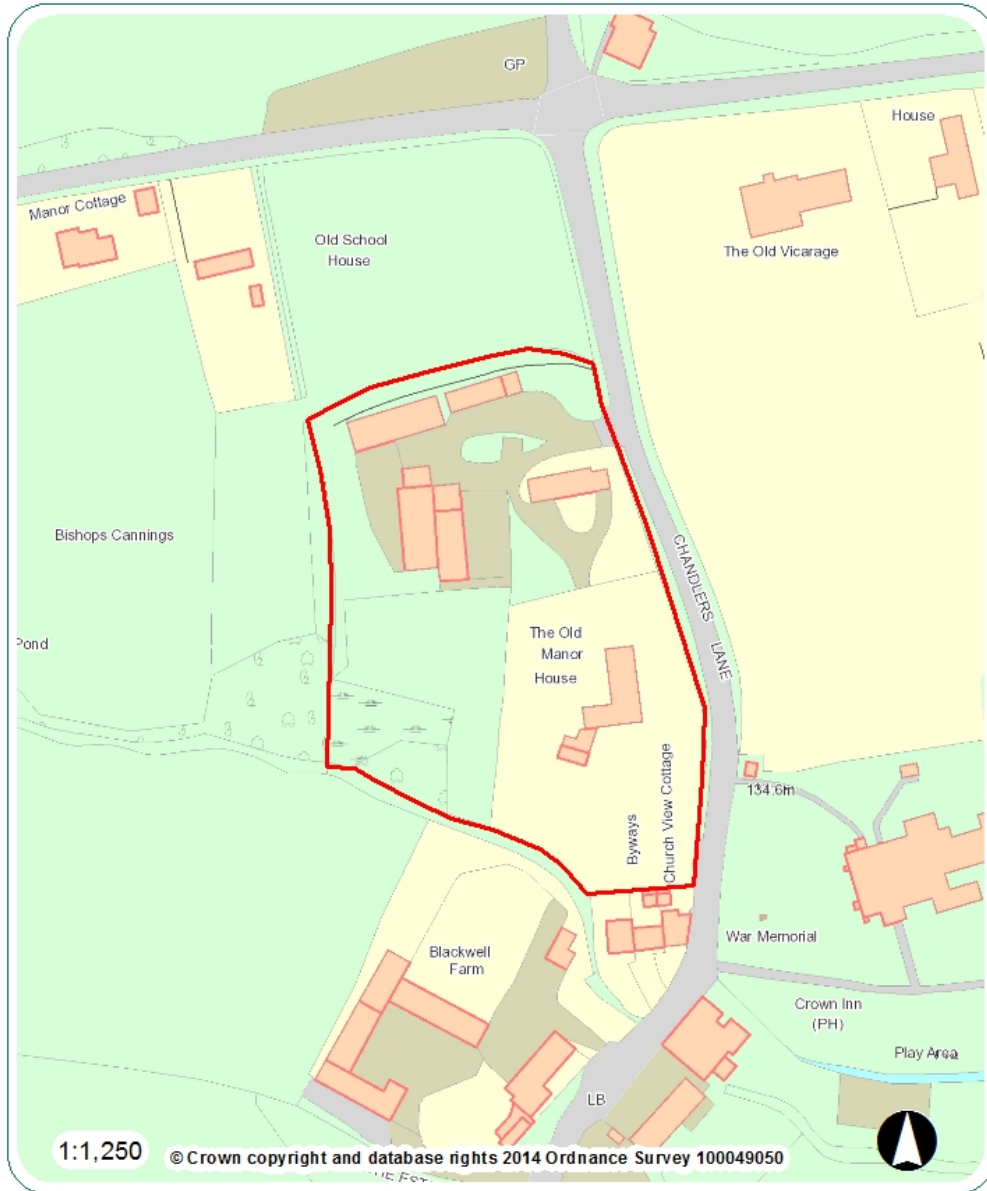 GP
House
Manor Cottage
Old School
House
The Old Vicarage
Bishops Cannings
CHANDLERS LANE
Pond
The Old
Manor
House
Church View Cottage
Byways
134.6m
War Memorial
Blackwell
Farm
Crown Inn
(PH)
Play Area
LB
1:1,250
© Crown copyright and database rights 2014 Ordnance Survey 100049050